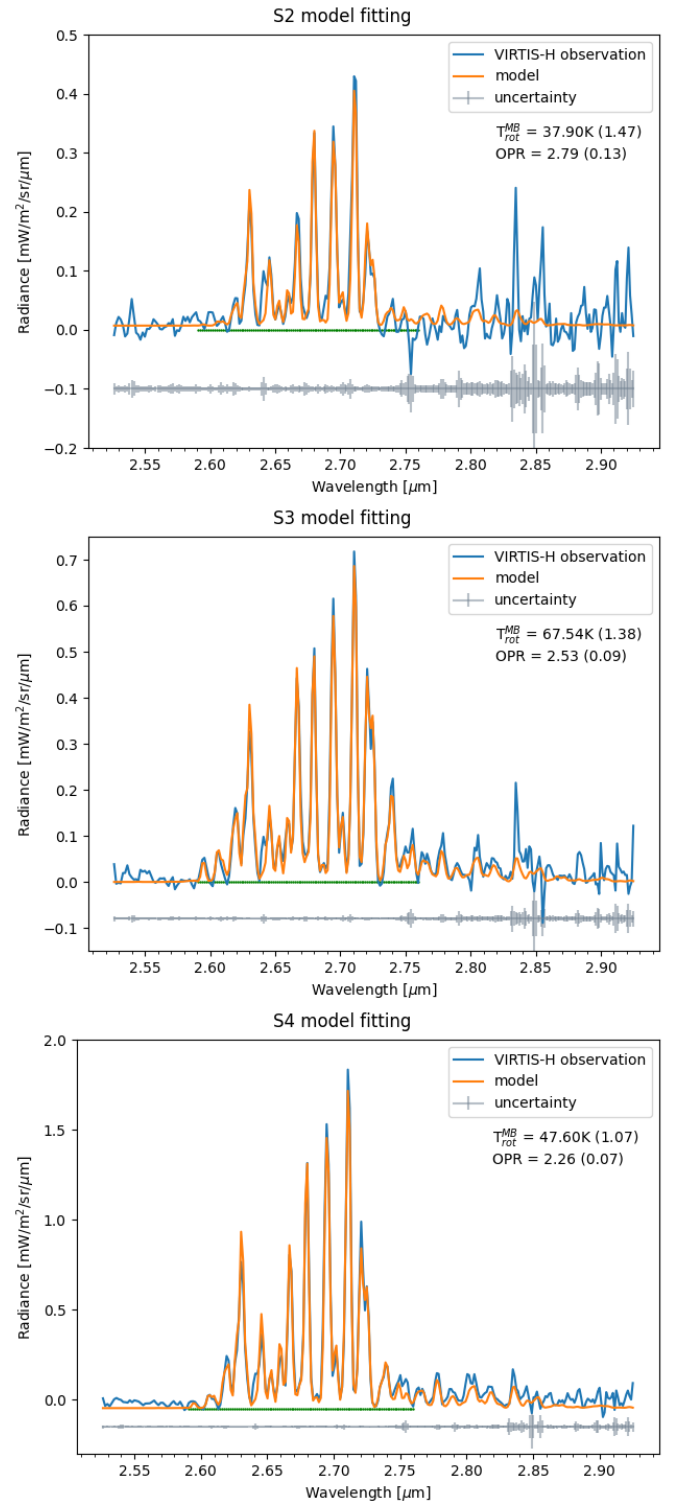 S2 model fitting
0.5
0.4
0.3
0.2
0.1
0.0
−0.1
−0.2
Radiance [mW/m²/sr/μm]
VIRTIS-H observation
model
uncertainty
T_rot^MB = 37.90K (1.47)
OPR = 2.79 (0.13)
2.55 2.60 2.65 2.70 2.75 2.80 2.85 2.90
Wavelength [μm]
S3 model fitting
0.7
0.6
0.5
0.4
0.3
0.2
0.1
0.0
−0.1
Radiance [mW/m²/sr/μm]
VIRTIS-H observation
model
uncertainty
T_rot^MB = 67.54K (1.38)
OPR = 2.53 (0.09)
2.55 2.60 2.65 2.70 2.75 2.80 2.85 2.90
Wavelength [μm]
S4 model fitting
2.0
1.5
1.0
0.5
0.0
Radiance [mW/m²/sr/μm]
VIRTIS-H observation
model
uncertainty
T_rot^MB = 47.60K (1.07)
OPR = 2.26 (0.07)
2.55 2.60 2.65 2.70 2.75 2.80 2.85 2.90
Wavelength [μm]